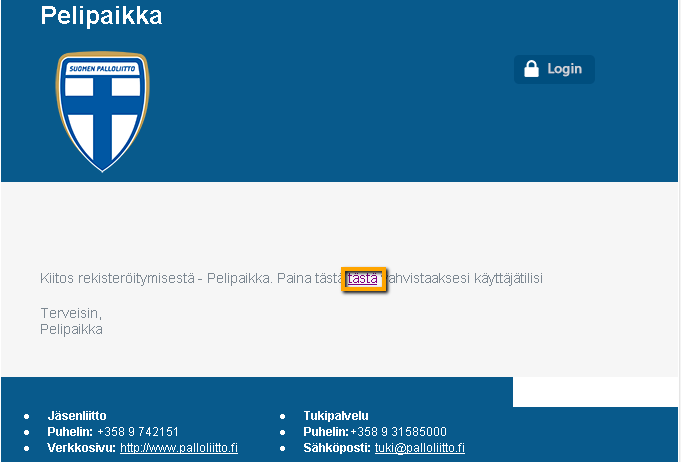 Pelipaikka
SUOMEN PALLOLIITTO
Login
Kiitos rekisteröitymisestä - Pelipaikka. Paina tästä tästä ahvistaaksesi käyttäjätilisi
Terveisin,
Pelipaikka
Jäsenliitto
Puhelin: +358 9 742151
Verkkosivu: http://www.palloliitto.fi
Tukipalvelu
Puhelin:+358 9 31585000
Sähköposti: tuki@palloliitto.fi